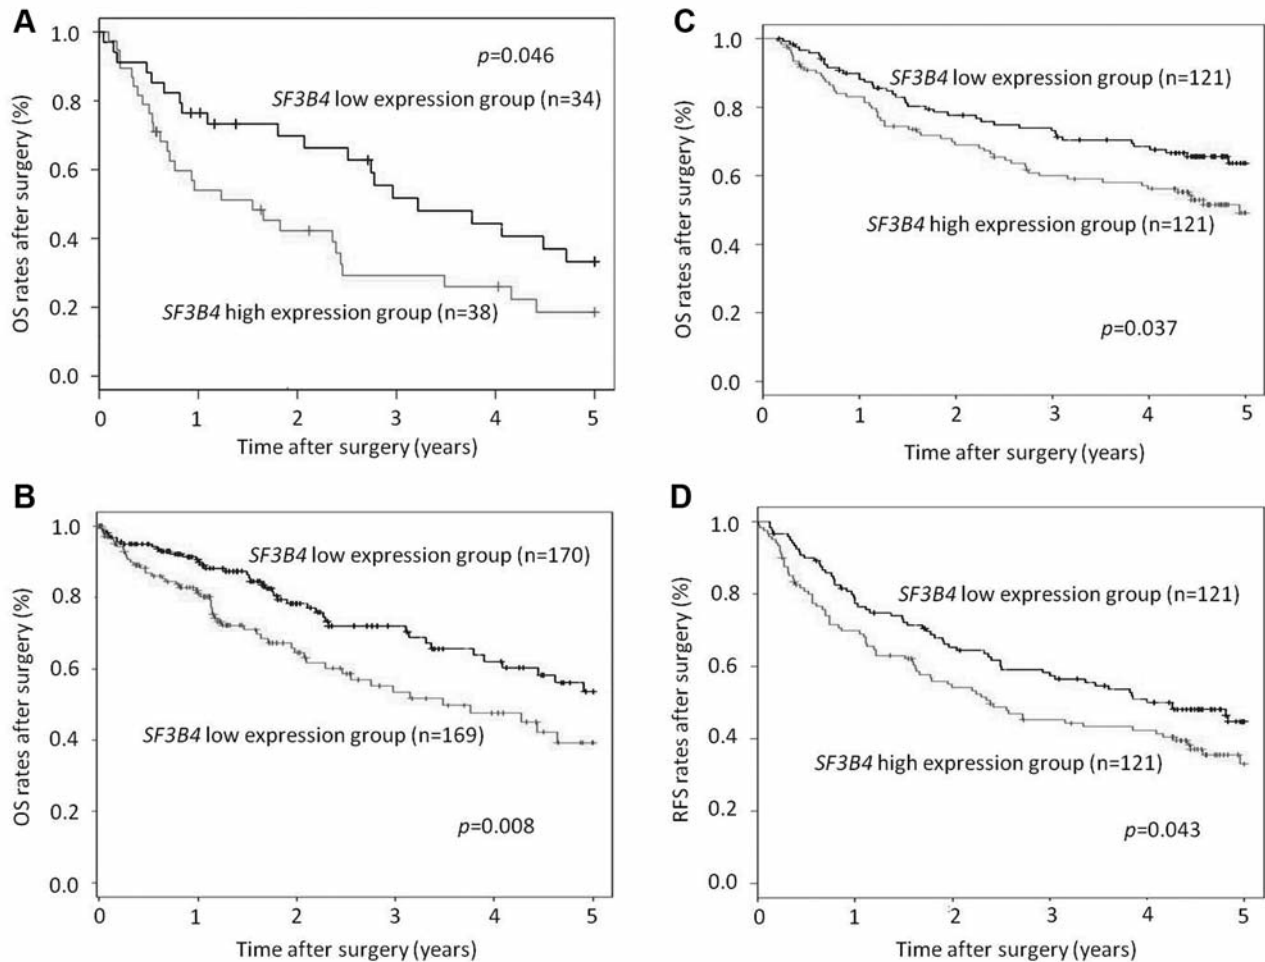 A
OS rates after surgery (%)
1.0
0.8
0.6
0.4
0.2
0.0
p=0.046
SF3B4 low expression group (n=34)
SF3B4 high expression group (n=38)
0 1 2 3 4 5
Time after surgery (years)
C
OS rates after surgery (%)
1.0
0.8
0.6
0.4
0.2
0.0
SF3B4 low expression group (n=121)
SF3B4 high expression group (n=121)
p=0.037
0 1 2 3 4 5
Time after surgery (years)
B
OS rates after surgery (%)
1.0
0.8
0.6
0.4
0.2
0.0
SF3B4 low expression group (n=170)
SF3B4 low expression group (n=169)
p=0.008
0 1 2 3 4 5
Time after surgery (years)
D
RFS rates after surgery (%)
1.0
0.8
0.6
0.4
0.2
0.0
SF3B4 low expression group (n=121)
SF3B4 high expression group (n=121)
p=0.043
0 1 2 3 4 5
Time after surgery (years)